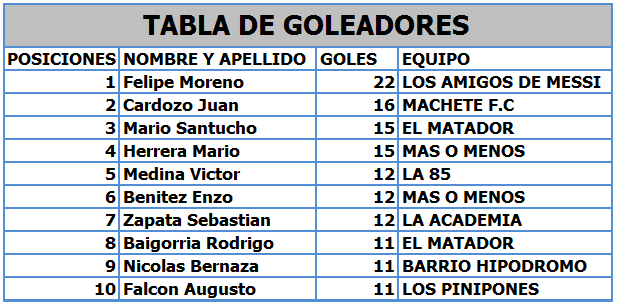 TABLA DE GOLEADORES
POSICIONES NOMBRE Y APELLIDO GOLES EQUIPO
1 Felipe Moreno 22 LOS AMIGOS DE MESSI
2 Cardozo Juan 16 MACHETE F.C
3 Mario Santucho 15 EL MATADOR
4 Herrera Mario 15 MAS O MENOS
5 Medina Victor 12 LA 85
6 Benitez Enzo 12 MAS O MENOS
7 Zapata Sebastian 12 LA ACADEMIA
8 Baigorria Rodrigo 11 EL MATADOR
9 Nicolas Bernaza 11 BARRIO HIPODROMO
10 Falcon Augusto 11 LOS PINIPONES